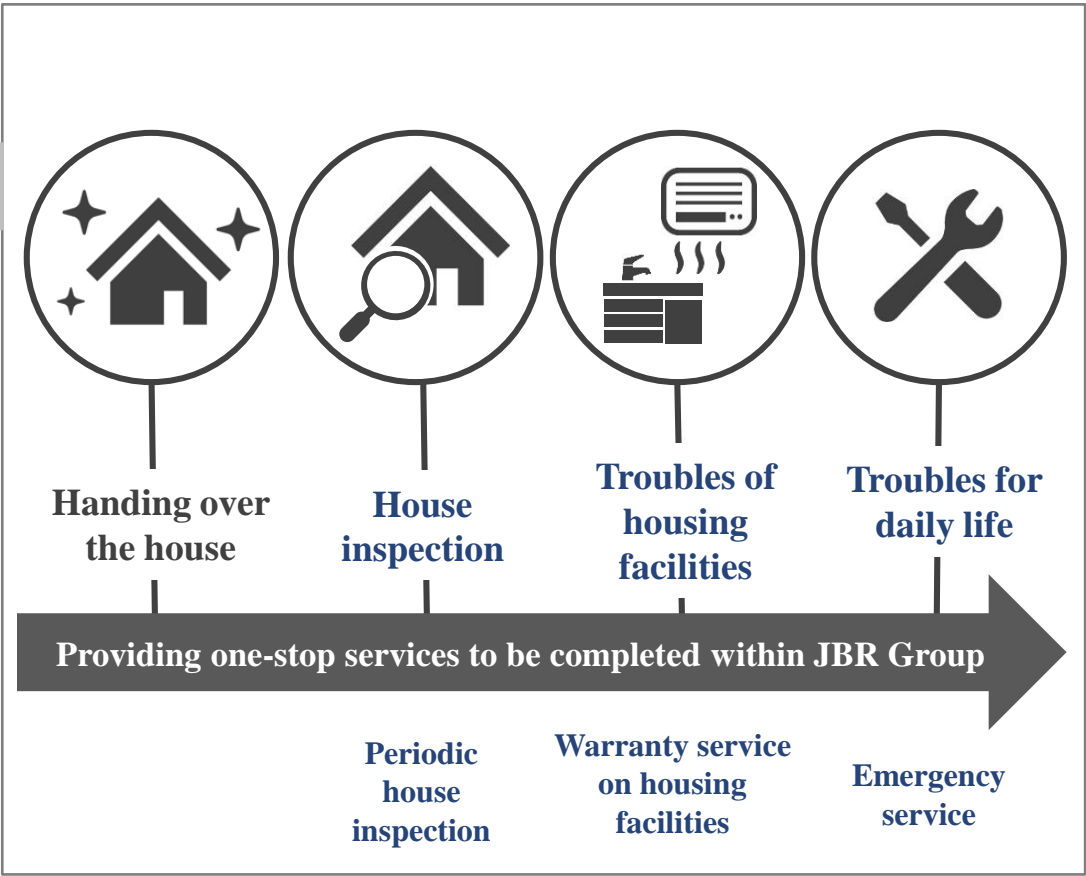 Handing over
the house
House
inspection
Troubles of
housing
facilities
Troubles for
daily life
Providing one-stop services to be completed within JBR Group
Periodic
house
inspection
Warranty service
on housing
facilities
Emergency
service